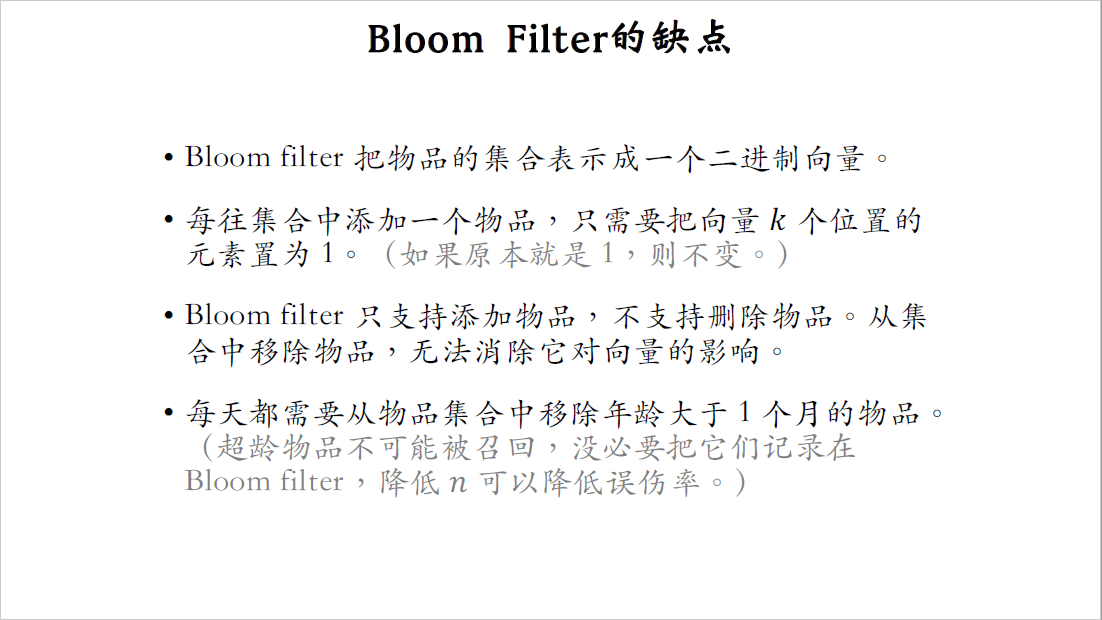 Bloom Filter的缺点
• Bloom filter 把物品的集合表示成一个二进制向量。
• 每往集合中添加一个物品，只需要把向量 k 个位置的
元素置为 1。（如果原本就是 1，则不变。）
• Bloom filter 只支持添加物品，不支持删除物品。从集
合中移除物品，无法消除它对向量的影响。
• 每天都需要从物品集合中移除年龄大于 1 个月的物品。
（超龄物品不可能被召回，没必要把它们记录在
Bloom filter，降低 n 可以降低误伤率。）